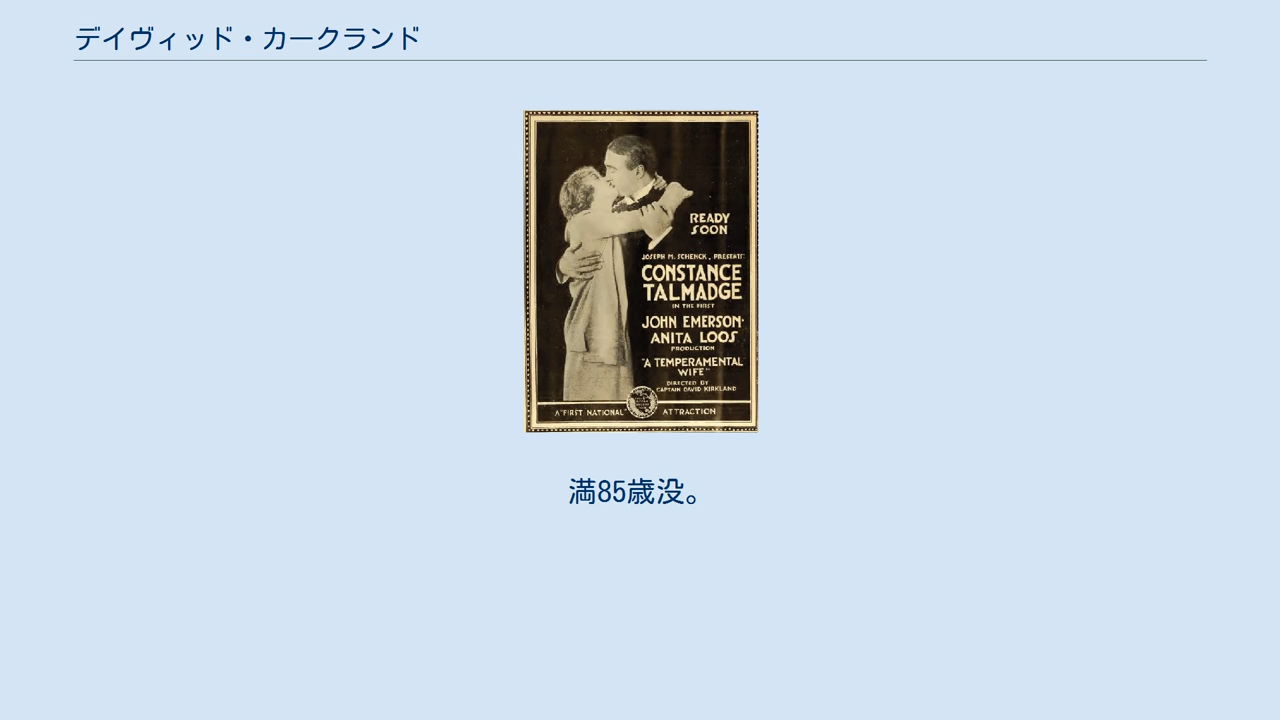 デイヴィッド・カークランド
READY
SOON
JOSEPH M. SCHENCK, PRESENTS
CONSTANCE
TALMADGE
IN THE FIRST
JOHN EMERSON-
ANITA LOOS
PRODUCTION
"A TEMPERAMENTAL
WIFE"
DIRECTED BY
CAPTAIN DAVID KIRKLAND
A "FIRST NATIONAL" ATTRACTION
満85歳没。